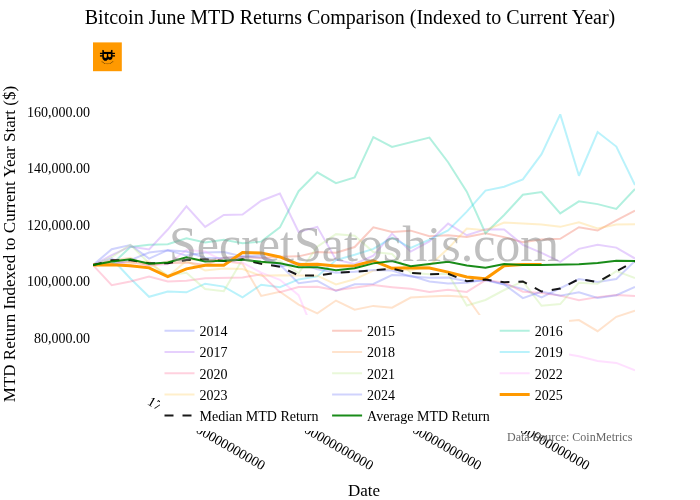 Bitcoin June MTD Returns Comparison (Indexed to Current Year)
MTD Return Indexed to Current Year Start ($)
160,000.00
140,000.00
120,000.00
100,000.00
80,000.00
SecretSatoshis.com
2014
2015
2016
2017
2018
2019
2020
2021
2022
2023
2024
2025
Median MTD Return
Average MTD Return
Data Source: CoinMetrics
Date